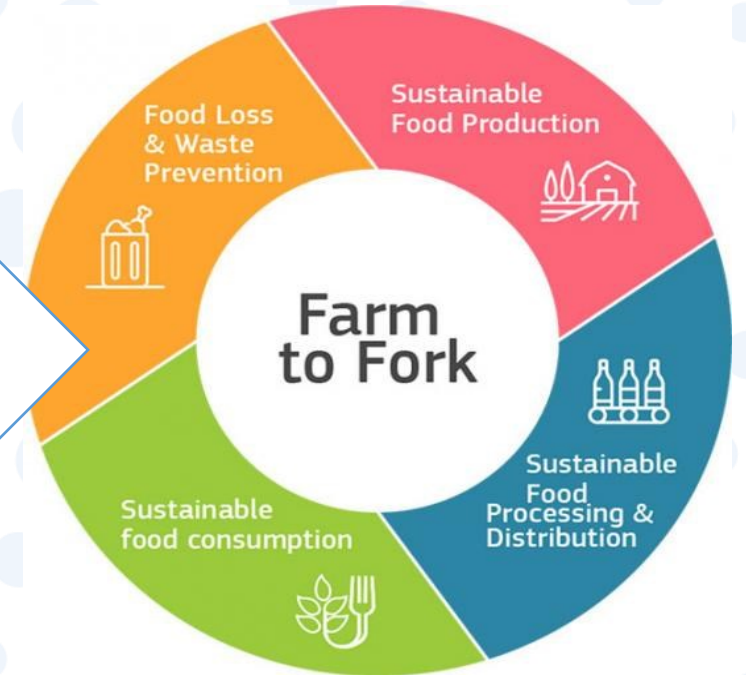 Food Loss
& Waste
Prevention
Sustainable
Food Production
Farm
to Fork
Sustainable
Food
Processing &
Distribution
Sustainable
food consumption